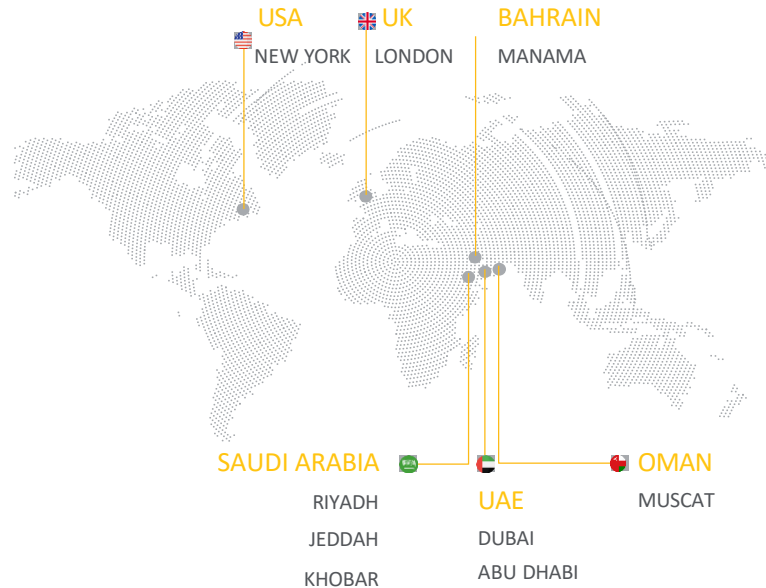 USA
NEW YORK
UK
LONDON
BAHRAIN
MANAMA
SAUDI ARABIA
RIYADH
JEDDAH
KHOBAR
UAE
DUBAI
ABU DHABI
OMAN
MUSCAT